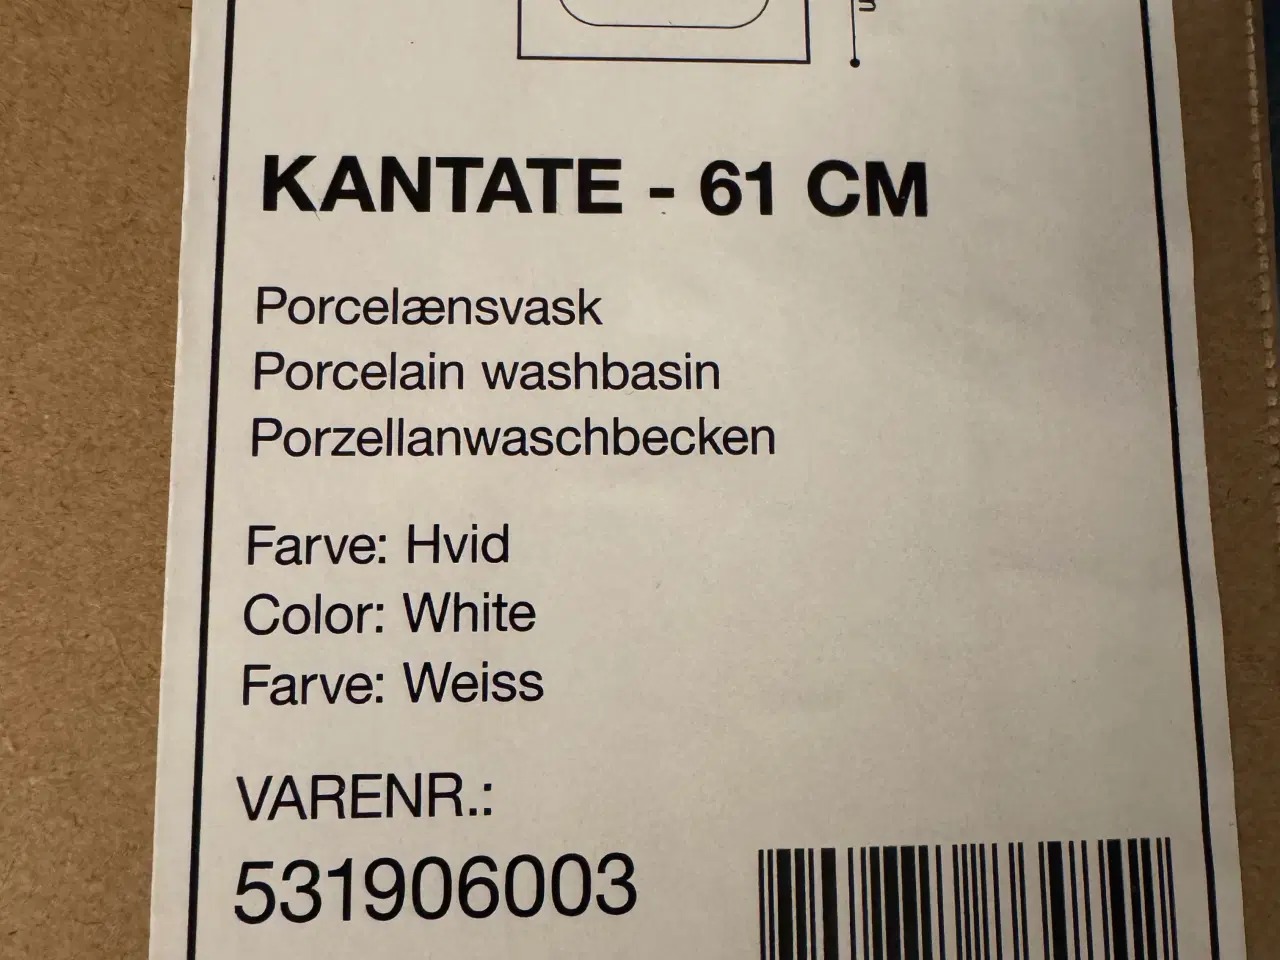 KANTATE - 61 CM
Porcelænsvask
Porcelain washbasin
Porzellanwaschbecken
Farve: Hvid
Color: White
Farve: Weiss
VARENR.:
531906003